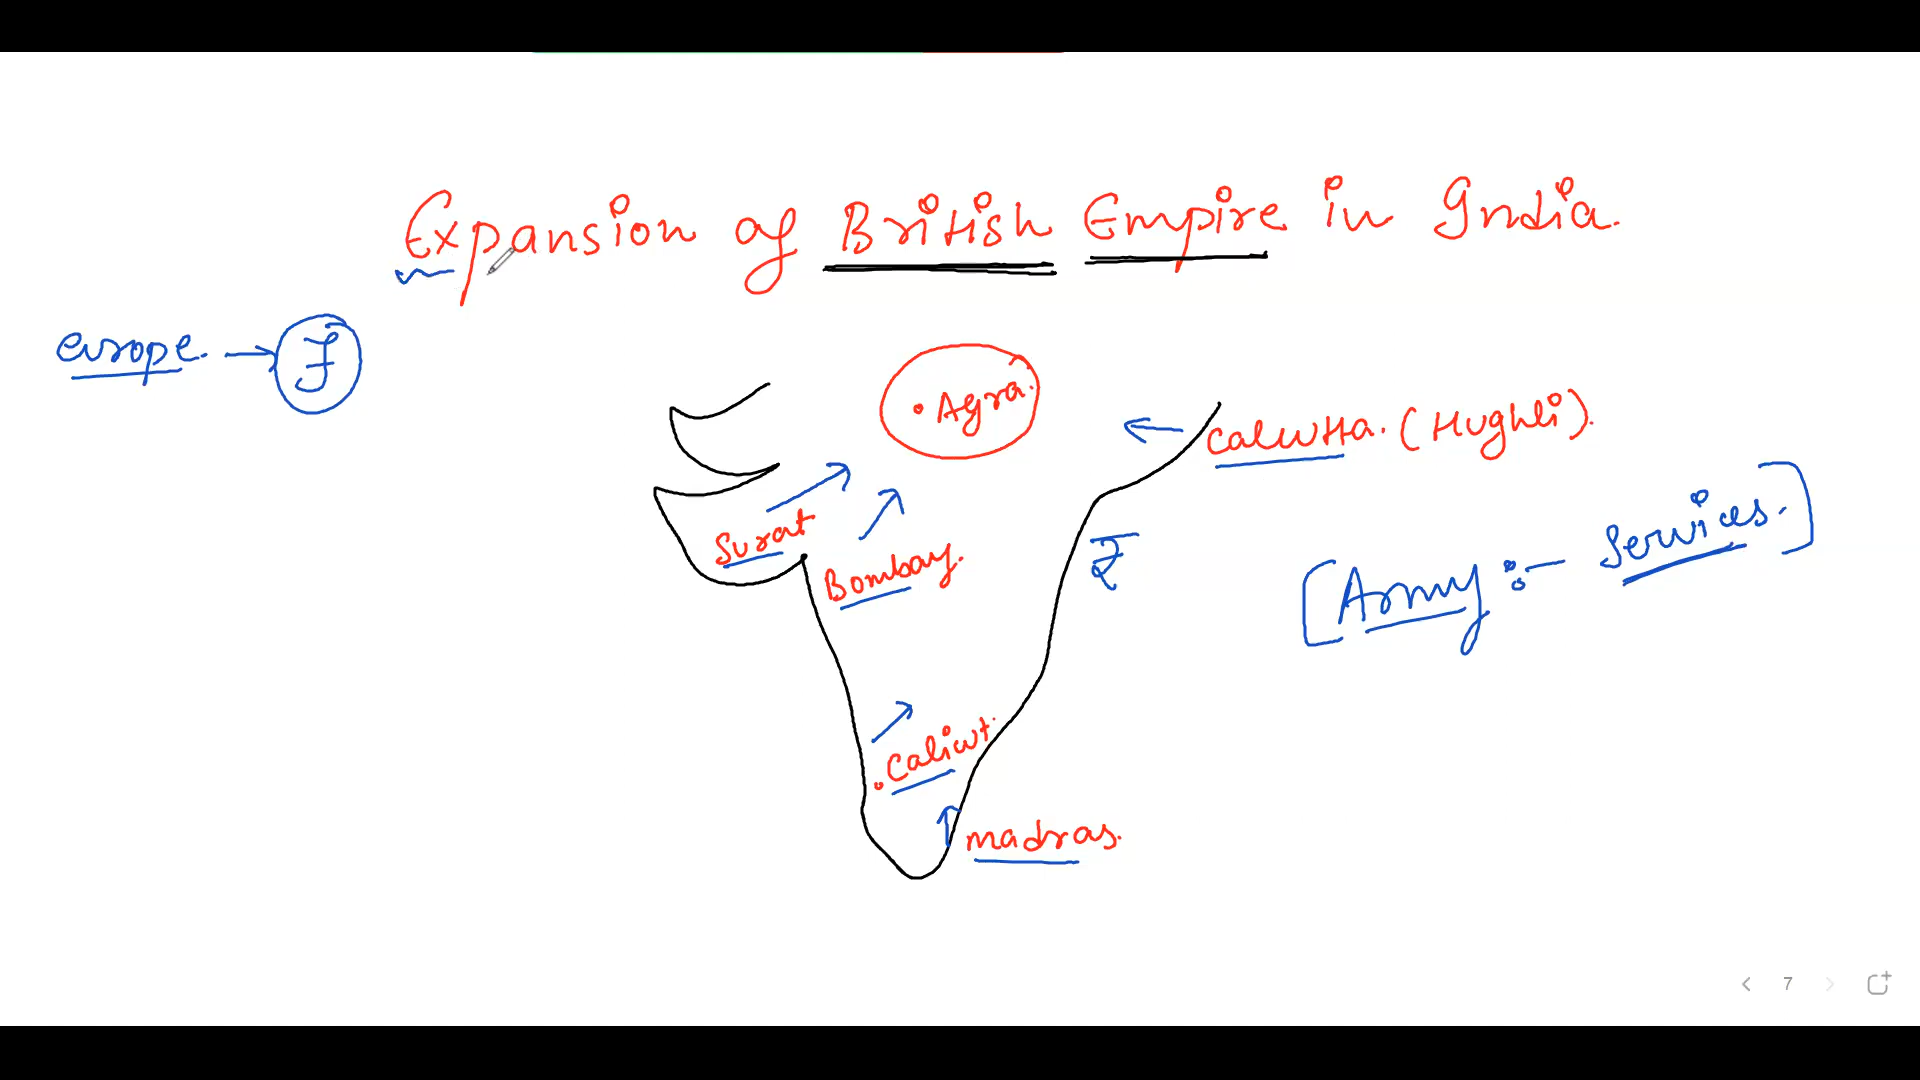 Expansion of British Empire in India.
europe. → F
• Agra.
Calcutta. (Hughli).
Surat
Bombay.
₹
[Army :- Services.]
• Calicut.
madras.
7